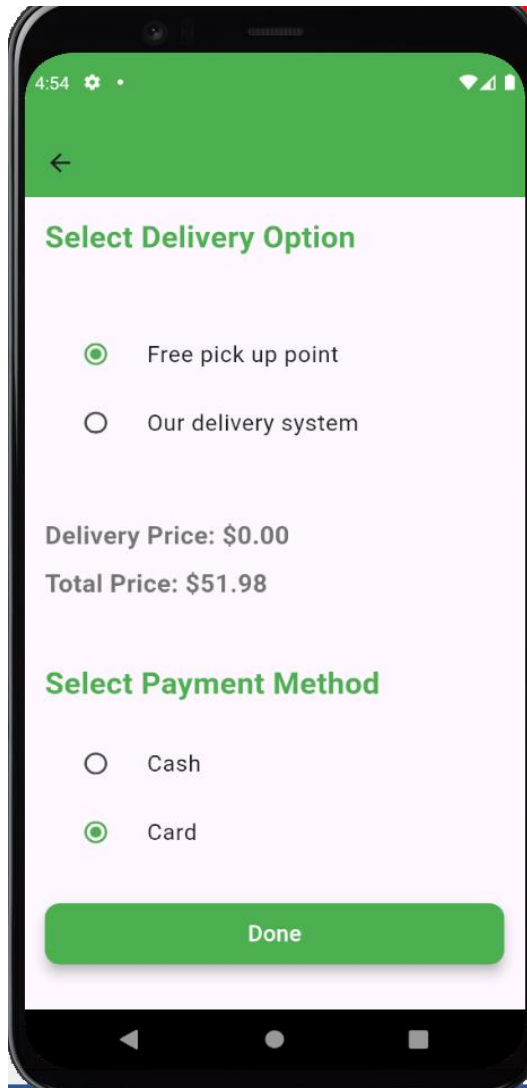 4:54
Select Delivery Option
Free pick up point
Our delivery system
Delivery Price: $0.00
Total Price: $51.98
Select Payment Method
Cash
Card
Done